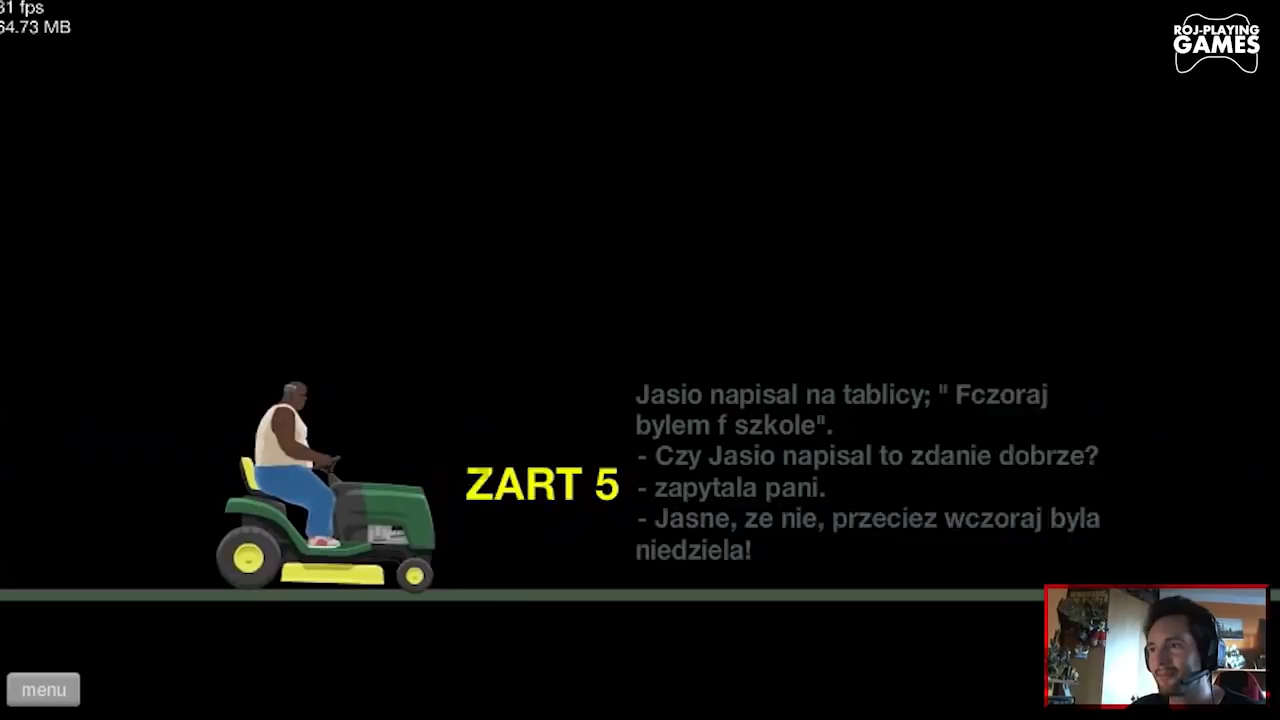 31 fps
64.73 MB
ROJ-PLAYING
GAMES
ZART 5
Jasio napisal na tablicy; " Fczoraj
bylem f szkole".
- Czy Jasio napisal to zdanie dobrze?
- zapytala pani.
- Jasne, ze nie, przeciez wczoraj byla
niedziela!
menu